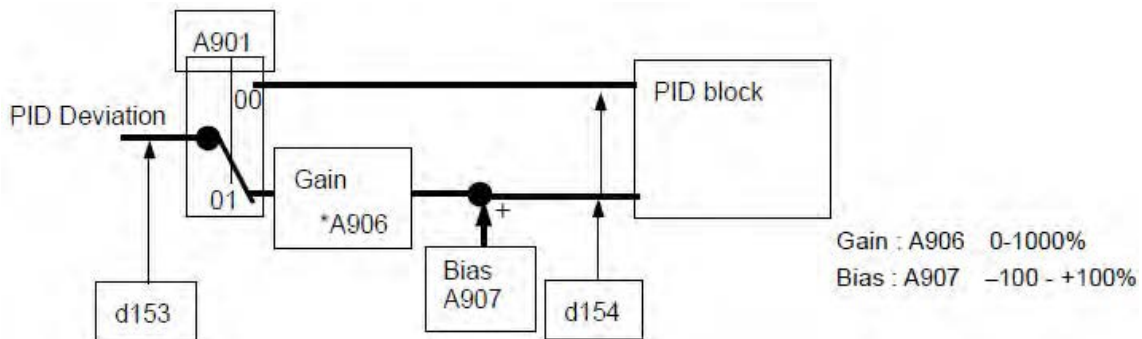 A901
00
PID block
PID Deviation
01
Gain
*A906
+
Bias
A907
d153
d154
Gain : A906 0-1000%
Bias : A907 –100 - +100%